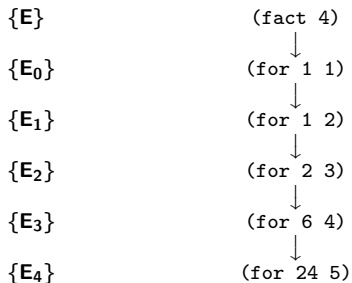 {E} (fact 4)
{E₀} (for 1 1)
{E₁} (for 1 2)
{E₂} (for 2 3)
{E₃} (for 6 4)
{E₄} (for 24 5)